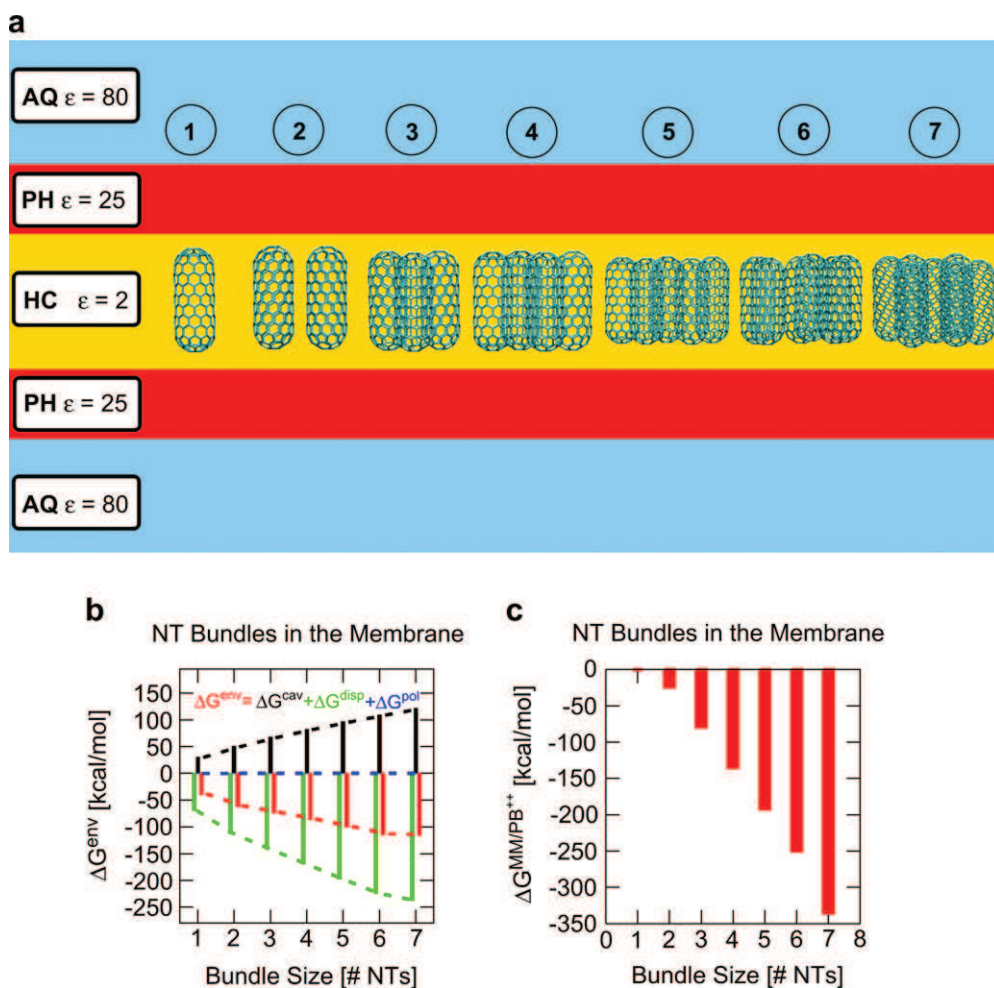 a
AQ ε = 80
1 2 3 4 5 6 7
PH ε = 25
HC ε = 2
PH ε = 25
AQ ε = 80
b
NT Bundles in the Membrane
ΔG^env= ΔG^cav+ΔG^disp+ΔG^pol
ΔG^env [kcal/mol]
150
100
50
0
-50
-100
-150
-200
-250
1 2 3 4 5 6 7
Bundle Size [# NTs]
c
NT Bundles in the Membrane
ΔG^MM/PB++ [kcal/mol]
0
-50
-100
-150
-200
-250
-300
-350
0 1 2 3 4 5 6 7 8
Bundle Size [# NTs]